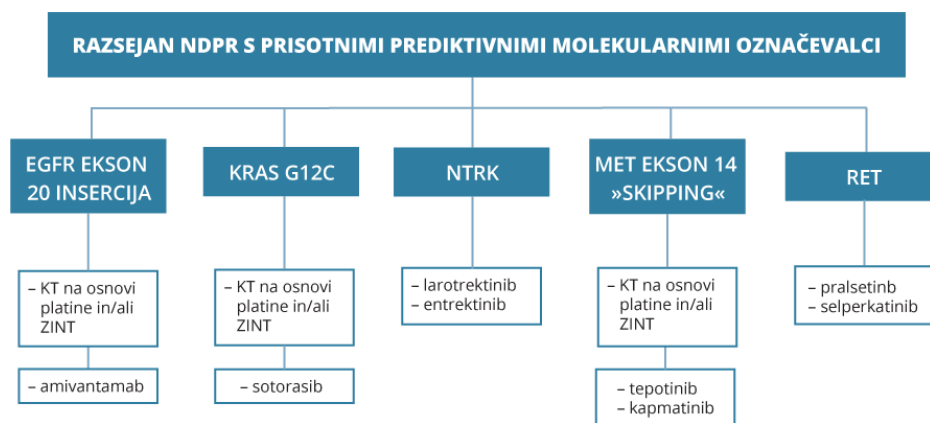 RAZSEJAN NDPR S PRISOTNIMI PREDIKTIVNIMI MOLEKULARNIMI OZNAČEVALCI
EGFR EKSON
20 INSERCIJA
– KT na osnovi
platine in/ali
ZINT
– amivantamab
KRAS G12C
– KT na osnovi
platine in/ali
ZINT
– sotorasib
NTRK
– larotrektinib
– entrektinib
MET EKSON 14
»SKIPPING«
– KT na osnovi
platine in/ali
ZINT
– tepotinib
– kapmatinib
RET
– pralsetinb
– selperkatinib